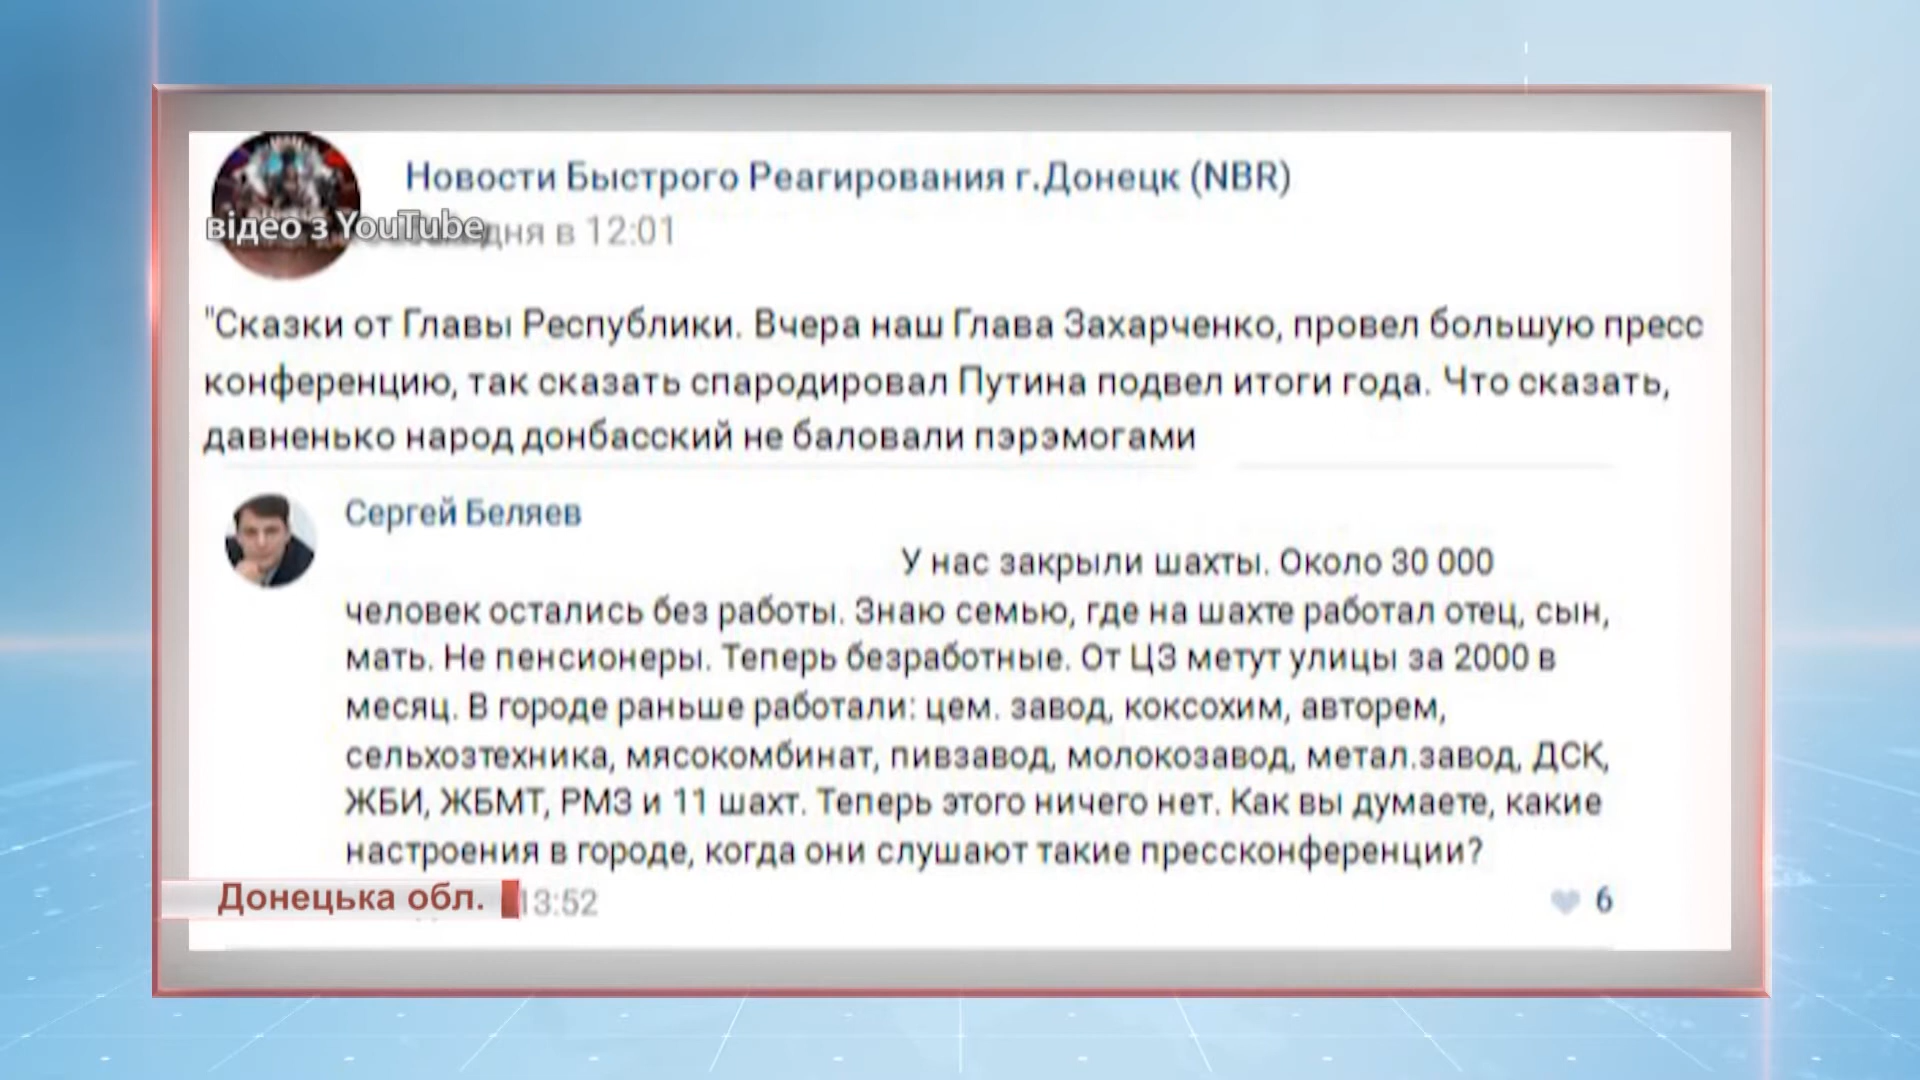 Новости Быстрого Реагирования г.Донецк (NBR)
відео з YouTube
дня в 12:01
"Сказки от Главы Республики. Вчера наш Глава Захарченко, провел большую пресс
конференцию, так сказать спародировал Путина подвел итоги года. Что сказать,
давненько народ донбасский не баловали пэрэмогами
Сергей Беляев
У нас закрыли шахты. Около 30 000
человек остались без работы. Знаю семью, где на шахте работал отец, сын,
мать. Не пенсионеры. Теперь безработные. От ЦЗ метут улицы за 2000 в
месяц. В городе раньше работали: цем. завод, коксохим, авторем,
сельхозтехника, мясокомбинат, пивзавод, молокозавод, метал.завод, ДСК,
ЖБИ, ЖБМТ, РМЗ и 11 шахт. Теперь этого ничего нет. Как вы думаете, какие
настроения в городе, когда они слушают такие прессконференции?
Донецька обл.
13:52
6